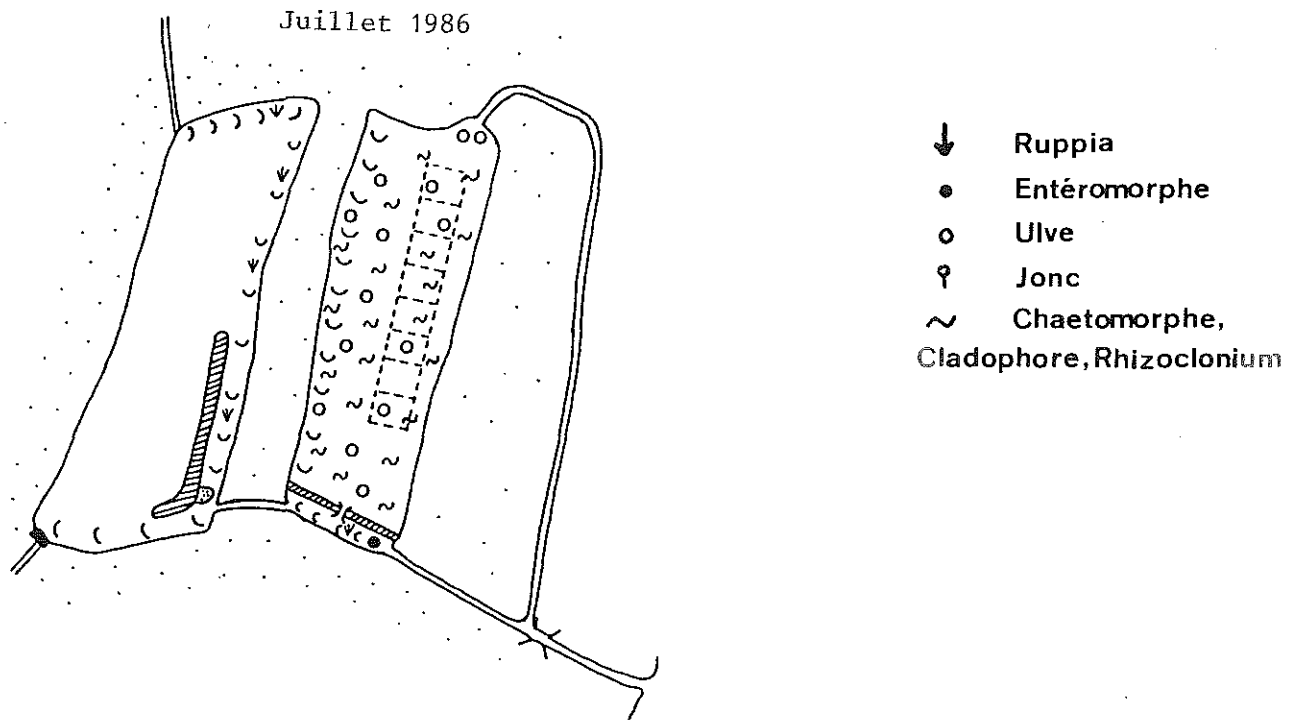 Juillet 1986
Ruppia
Entéromorphe
Ulve
Jonc
Chaetomorphe,
Cladophore, Rhizoclonium